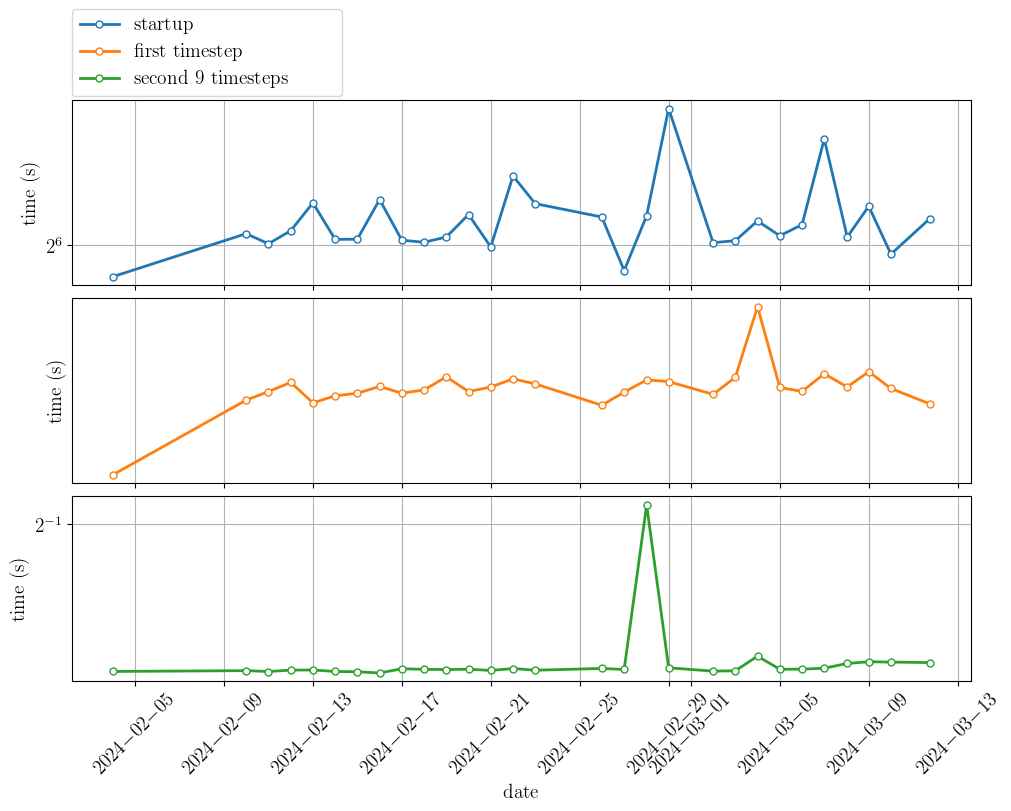 startup
first timestep
second 9 timesteps
time (s)
2⁶
time (s)
time (s)
2⁻¹
2024−02−05
2024−02−09
2024−02−13
2024−02−17
2024−02−21
2024−02−25
2024−02−29
2024−03−01
2024−03−05
2024−03−09
2024−03−13
date